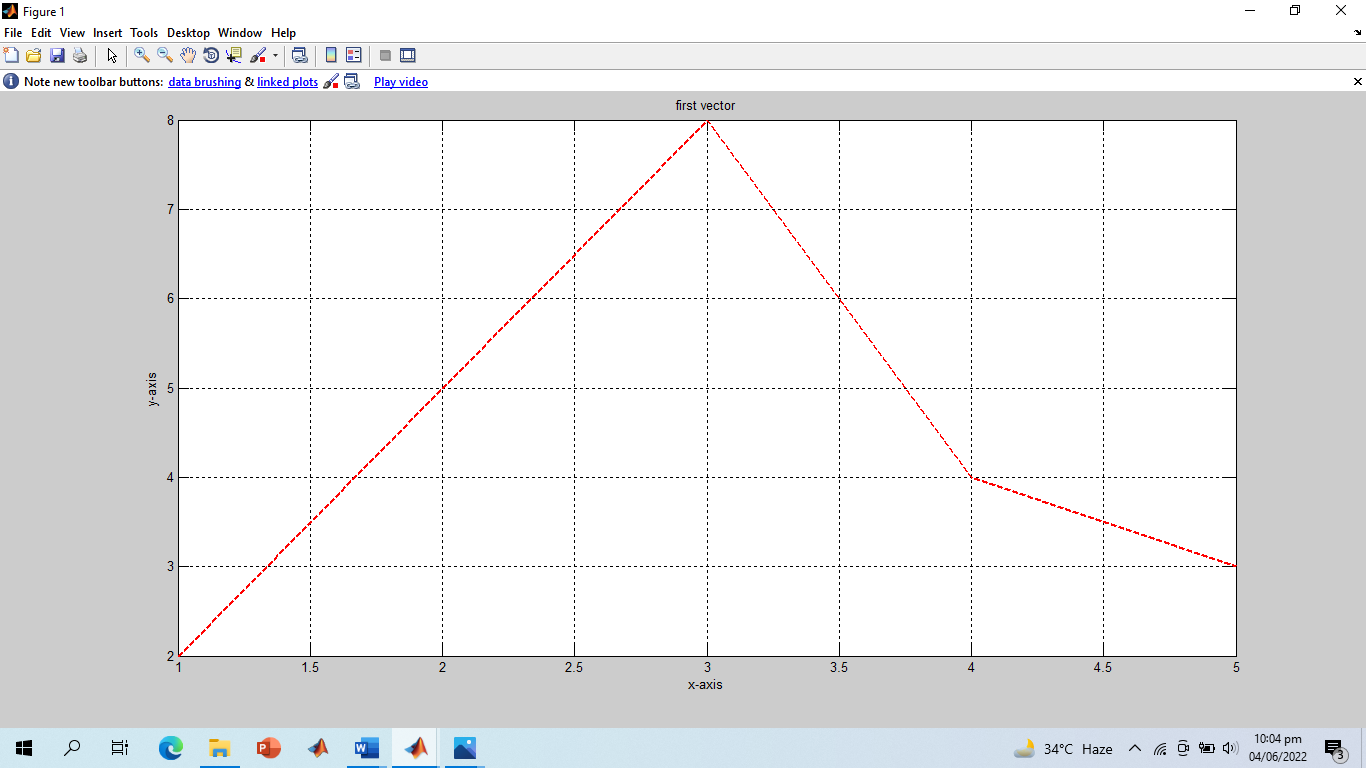 Figure 1
File Edit View Insert Tools Desktop Window Help
Note new toolbar buttons: data brushing & linked plots Play video
first vector
8
7
6
5
4
3
2
y-axis
1 1.5 2 2.5 3 3.5 4 4.5 5
x-axis
34°C Haze
10:04 pm
04/06/2022
3